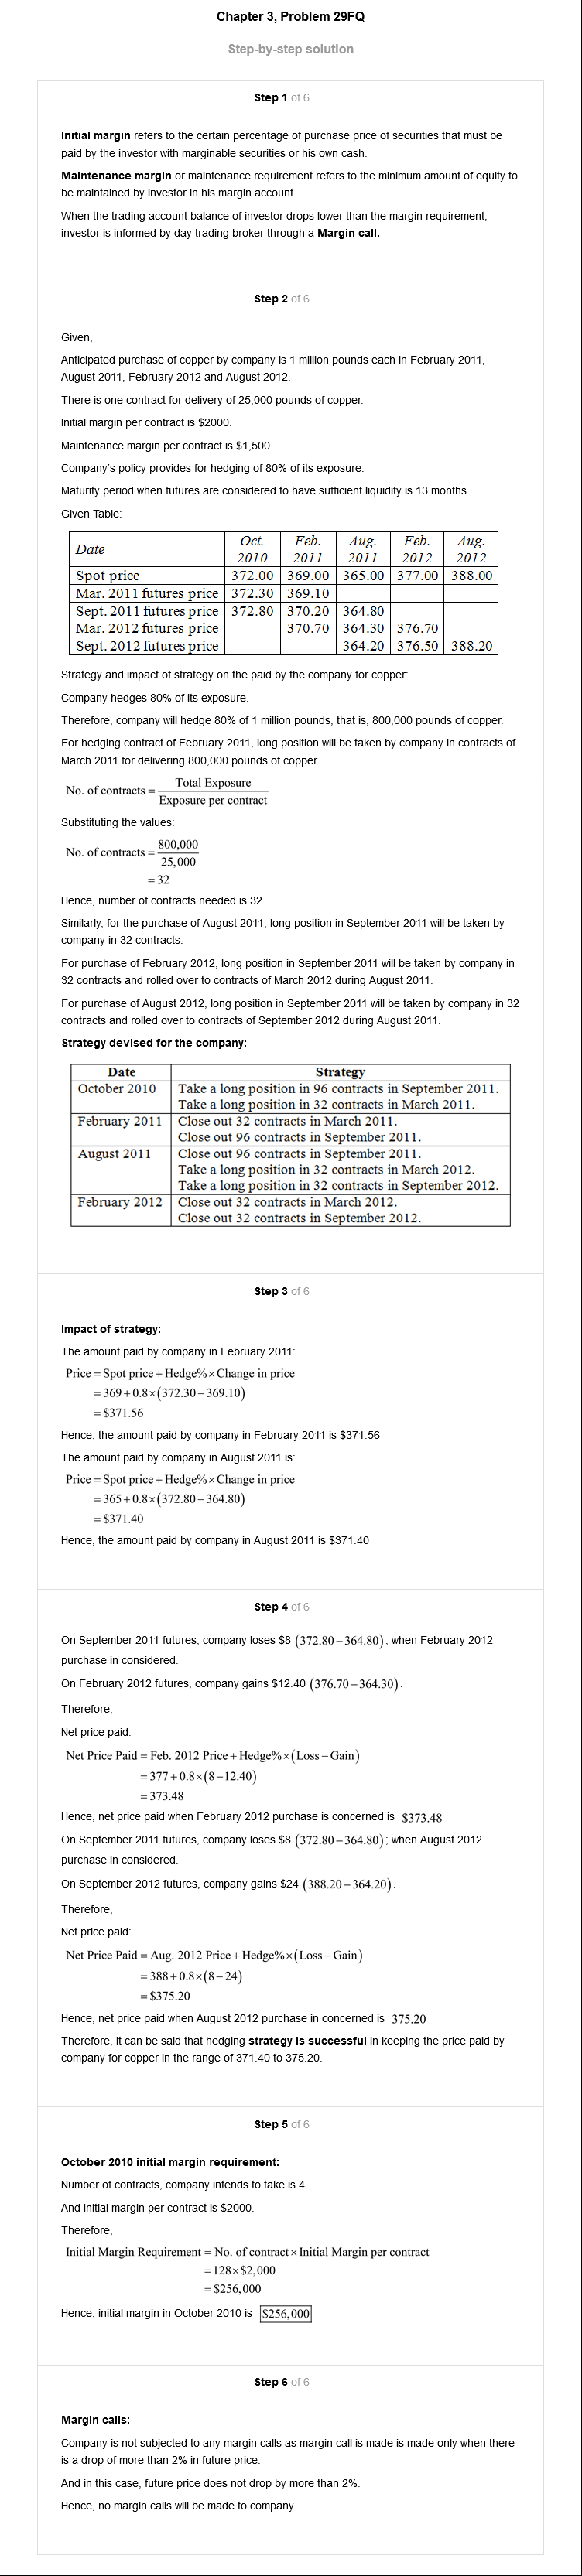 Chapter 3, Problem 29FQ
Step-by-step solution
Step 1 of 6
Initial margin refers to the certain percentage of purchase price of securities that must be
paid by the investor with marginable securities or his own cash.
Maintenance margin or maintenance requirement refers to the minimum amount of equity to
be maintained by investor in his margin account.
When the trading account balance of investor drops lower than the margin requirement,
investor is informed by day trading broker through a Margin call.
Step 2 of 6
Given,
Anticipated purchase of copper by company is 1 million pounds each in February 2011,
August 2011, February 2012 and August 2012.
There is one contract for delivery of 25,000 pounds of copper.
Initial margin per contract is $2000.
Maintenance margin per contract is $1,500.
Company's policy provides for hedging of 80% of its exposure.
Maturity period when futures are considered to have sufficient liquidity is 13 months.
Given Table:
Date Oct. 2010 Feb. 2011 Aug. 2011 Feb. 2012 Aug. 2012
Spot price 372.00 369.00 365.00 377.00 388.00
Mar. 2011 futures price 372.30 369.10
Sept. 2011 futures price 372.80 370.20 364.80
Mar. 2012 futures price 370.70 364.30 376.70
Sept. 2012 futures price 364.20 376.50 388.20
Strategy and impact of strategy on the paid by the company for copper:
Company hedges 80% of its exposure.
Therefore, company will hedge 80% of 1 million pounds, that is, 800,000 pounds of copper.
For hedging contract of February 2011, long position will be taken by company in contracts of
March 2011 for delivering 800,000 pounds of copper.
No. of contracts = Total Exposure / Exposure per contract
Substituting the values:
No. of contracts = 800,000 / 25,000
= 32
Hence, number of contracts needed is 32.
Similarly, for the purchase of August 2011, long position in September 2011 will be taken by
company in 32 contracts.
For purchase of February 2012, long position in September 2011 will be taken by company in
32 contracts and rolled over to contracts of March 2012 during August 2011.
For purchase of August 2012, long position in September 2011 will be taken by company in 32
contracts and rolled over to contracts of September 2012 during August 2011.
Strategy devised for the company:
Date Strategy
October 2010 Take a long position in 96 contracts in September 2011.
Take a long position in 32 contracts in March 2011.
February 2011 Close out 32 contracts in March 2011.
Close out 96 contracts in September 2011.
August 2011 Close out 96 contracts in September 2011.
Take a long position in 32 contracts in March 2012.
Take a long position in 32 contracts in September 2012.
February 2012 Close out 32 contracts in March 2012.
Close out 32 contracts in September 2012.
Step 3 of 6
Impact of strategy:
The amount paid by company in February 2011:
Price = Spot price + Hedge% × Change in price
= 369 + 0.8 × (372.30 – 369.10)
= $371.56
Hence, the amount paid by company in February 2011 is $371.56
The amount paid by company in August 2011 is:
Price = Spot price + Hedge% × Change in price
= 365 + 0.8 × (372.80 – 364.80)
= $371.40
Hence, the amount paid by company in August 2011 is $371.40
Step 4 of 6
On September 2011 futures, company loses $8 (372.80 – 364.80); when February 2012
purchase in considered.
On February 2012 futures, company gains $12.40 (376.70 – 364.30).
Therefore,
Net price paid:
Net Price Paid = Feb. 2012 Price + Hedge% × (Loss – Gain)
= 377 + 0.8 × (8 – 12.40)
= 373.48
Hence, net price paid when February 2012 purchase is concerned is $373.48
On September 2011 futures, company loses $8 (372.80 – 364.80); when August 2012
purchase in considered.
On September 2012 futures, company gains $24 (388.20 – 364.20).
Therefore,
Net price paid:
Net Price Paid = Aug. 2012 Price + Hedge% × (Loss – Gain)
= 388 + 0.8 × (8 – 24)
= $375.20
Hence, net price paid when August 2012 purchase in concerned is 375.20
Therefore, it can be said that hedging strategy is successful in keeping the price paid by
company for copper in the range of 371.40 to 375.20.
Step 5 of 6
October 2010 initial margin requirement:
Number of contracts, company intends to take is 4.
And Initial margin per contract is $2000.
Therefore,
Initial Margin Requirement = No. of contract × Initial Margin per contract
= 128 × $2,000
= $256,000
Hence, initial margin in October 2010 is $256,000
Step 6 of 6
Margin calls:
Company is not subjected to any margin calls as margin call is made is made only when there
is a drop of more than 2% in future price.
And in this case, future price does not drop by more than 2%.
Hence, no margin calls will be made to company.